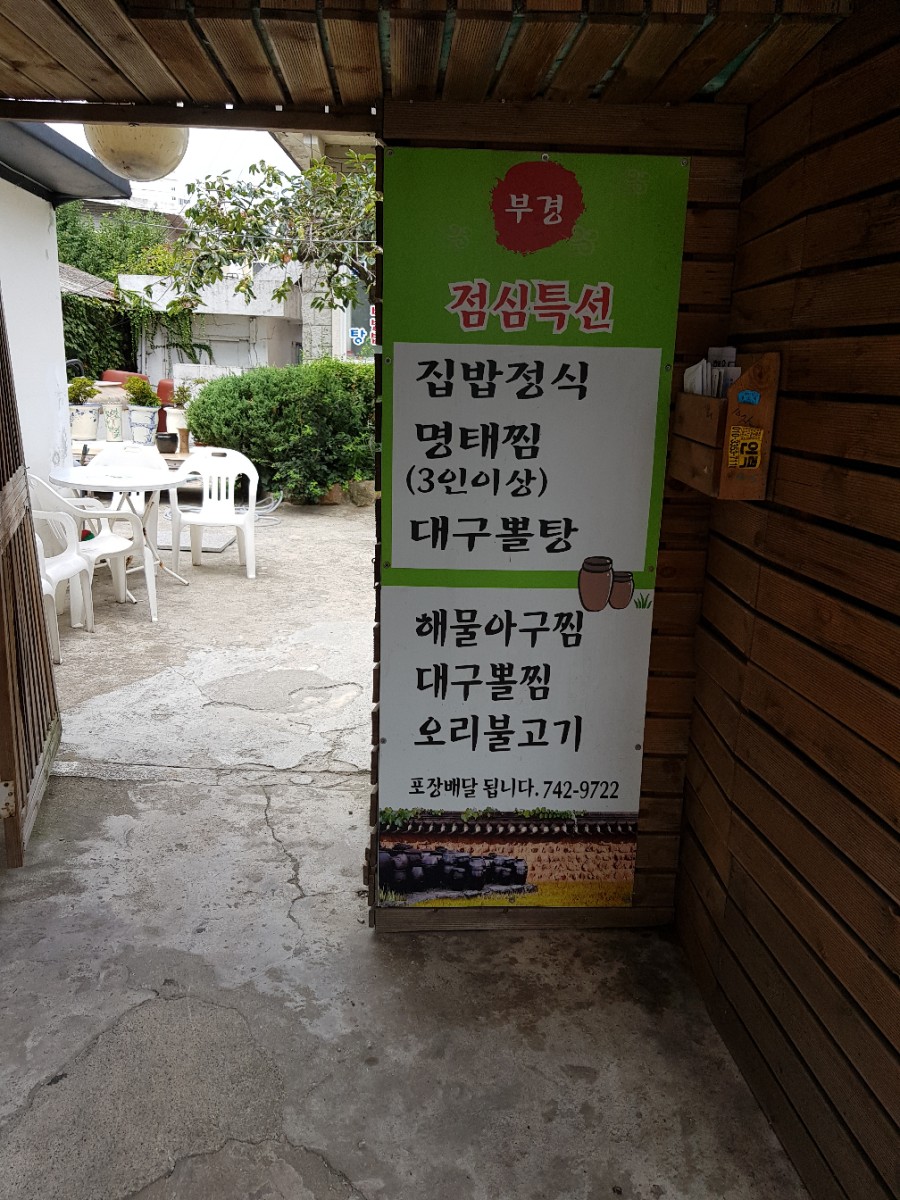 부경
점심특선
집밥정식
명태찜
(3인이상)
대구뽈탕
해물아구찜
대구뽈찜
오리불고기
포장배달 됩니다. 742-9722
탕